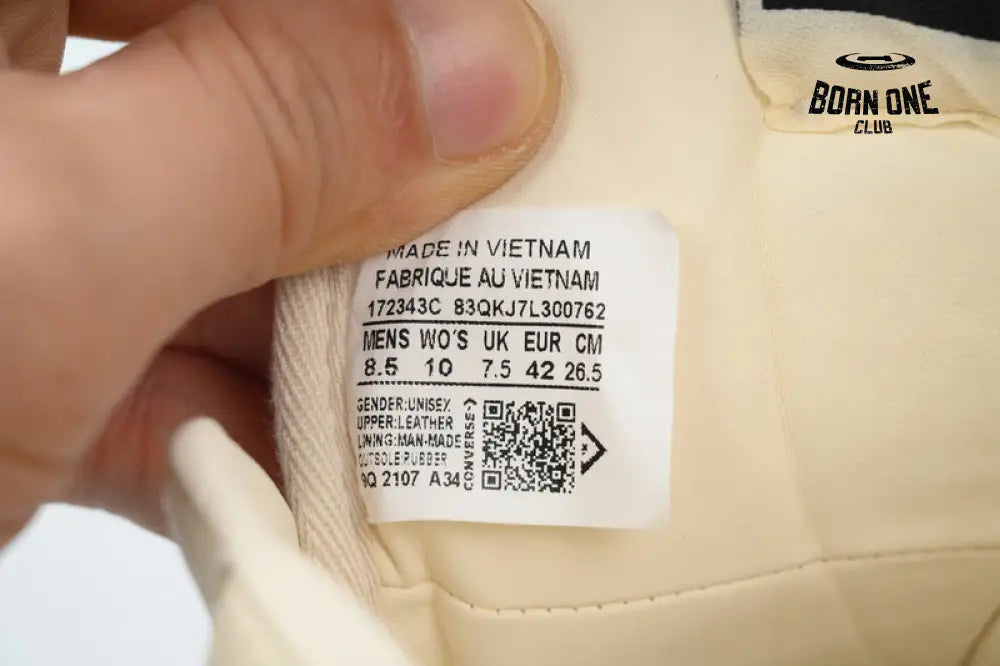 BORN ONE
CLUB
MADE IN VIETNAM
FABRIQUE AU VIETNAM
172343C 83QKJ7L300762
MENS WO'S UK EUR CM
8.5 10 7.5 42 26.5
GENDER:UNISEX
UPPER:LEATHER
LINING:MAN-MADE
OUTSOLE:RUBBER
2107 A34
CONVERSE